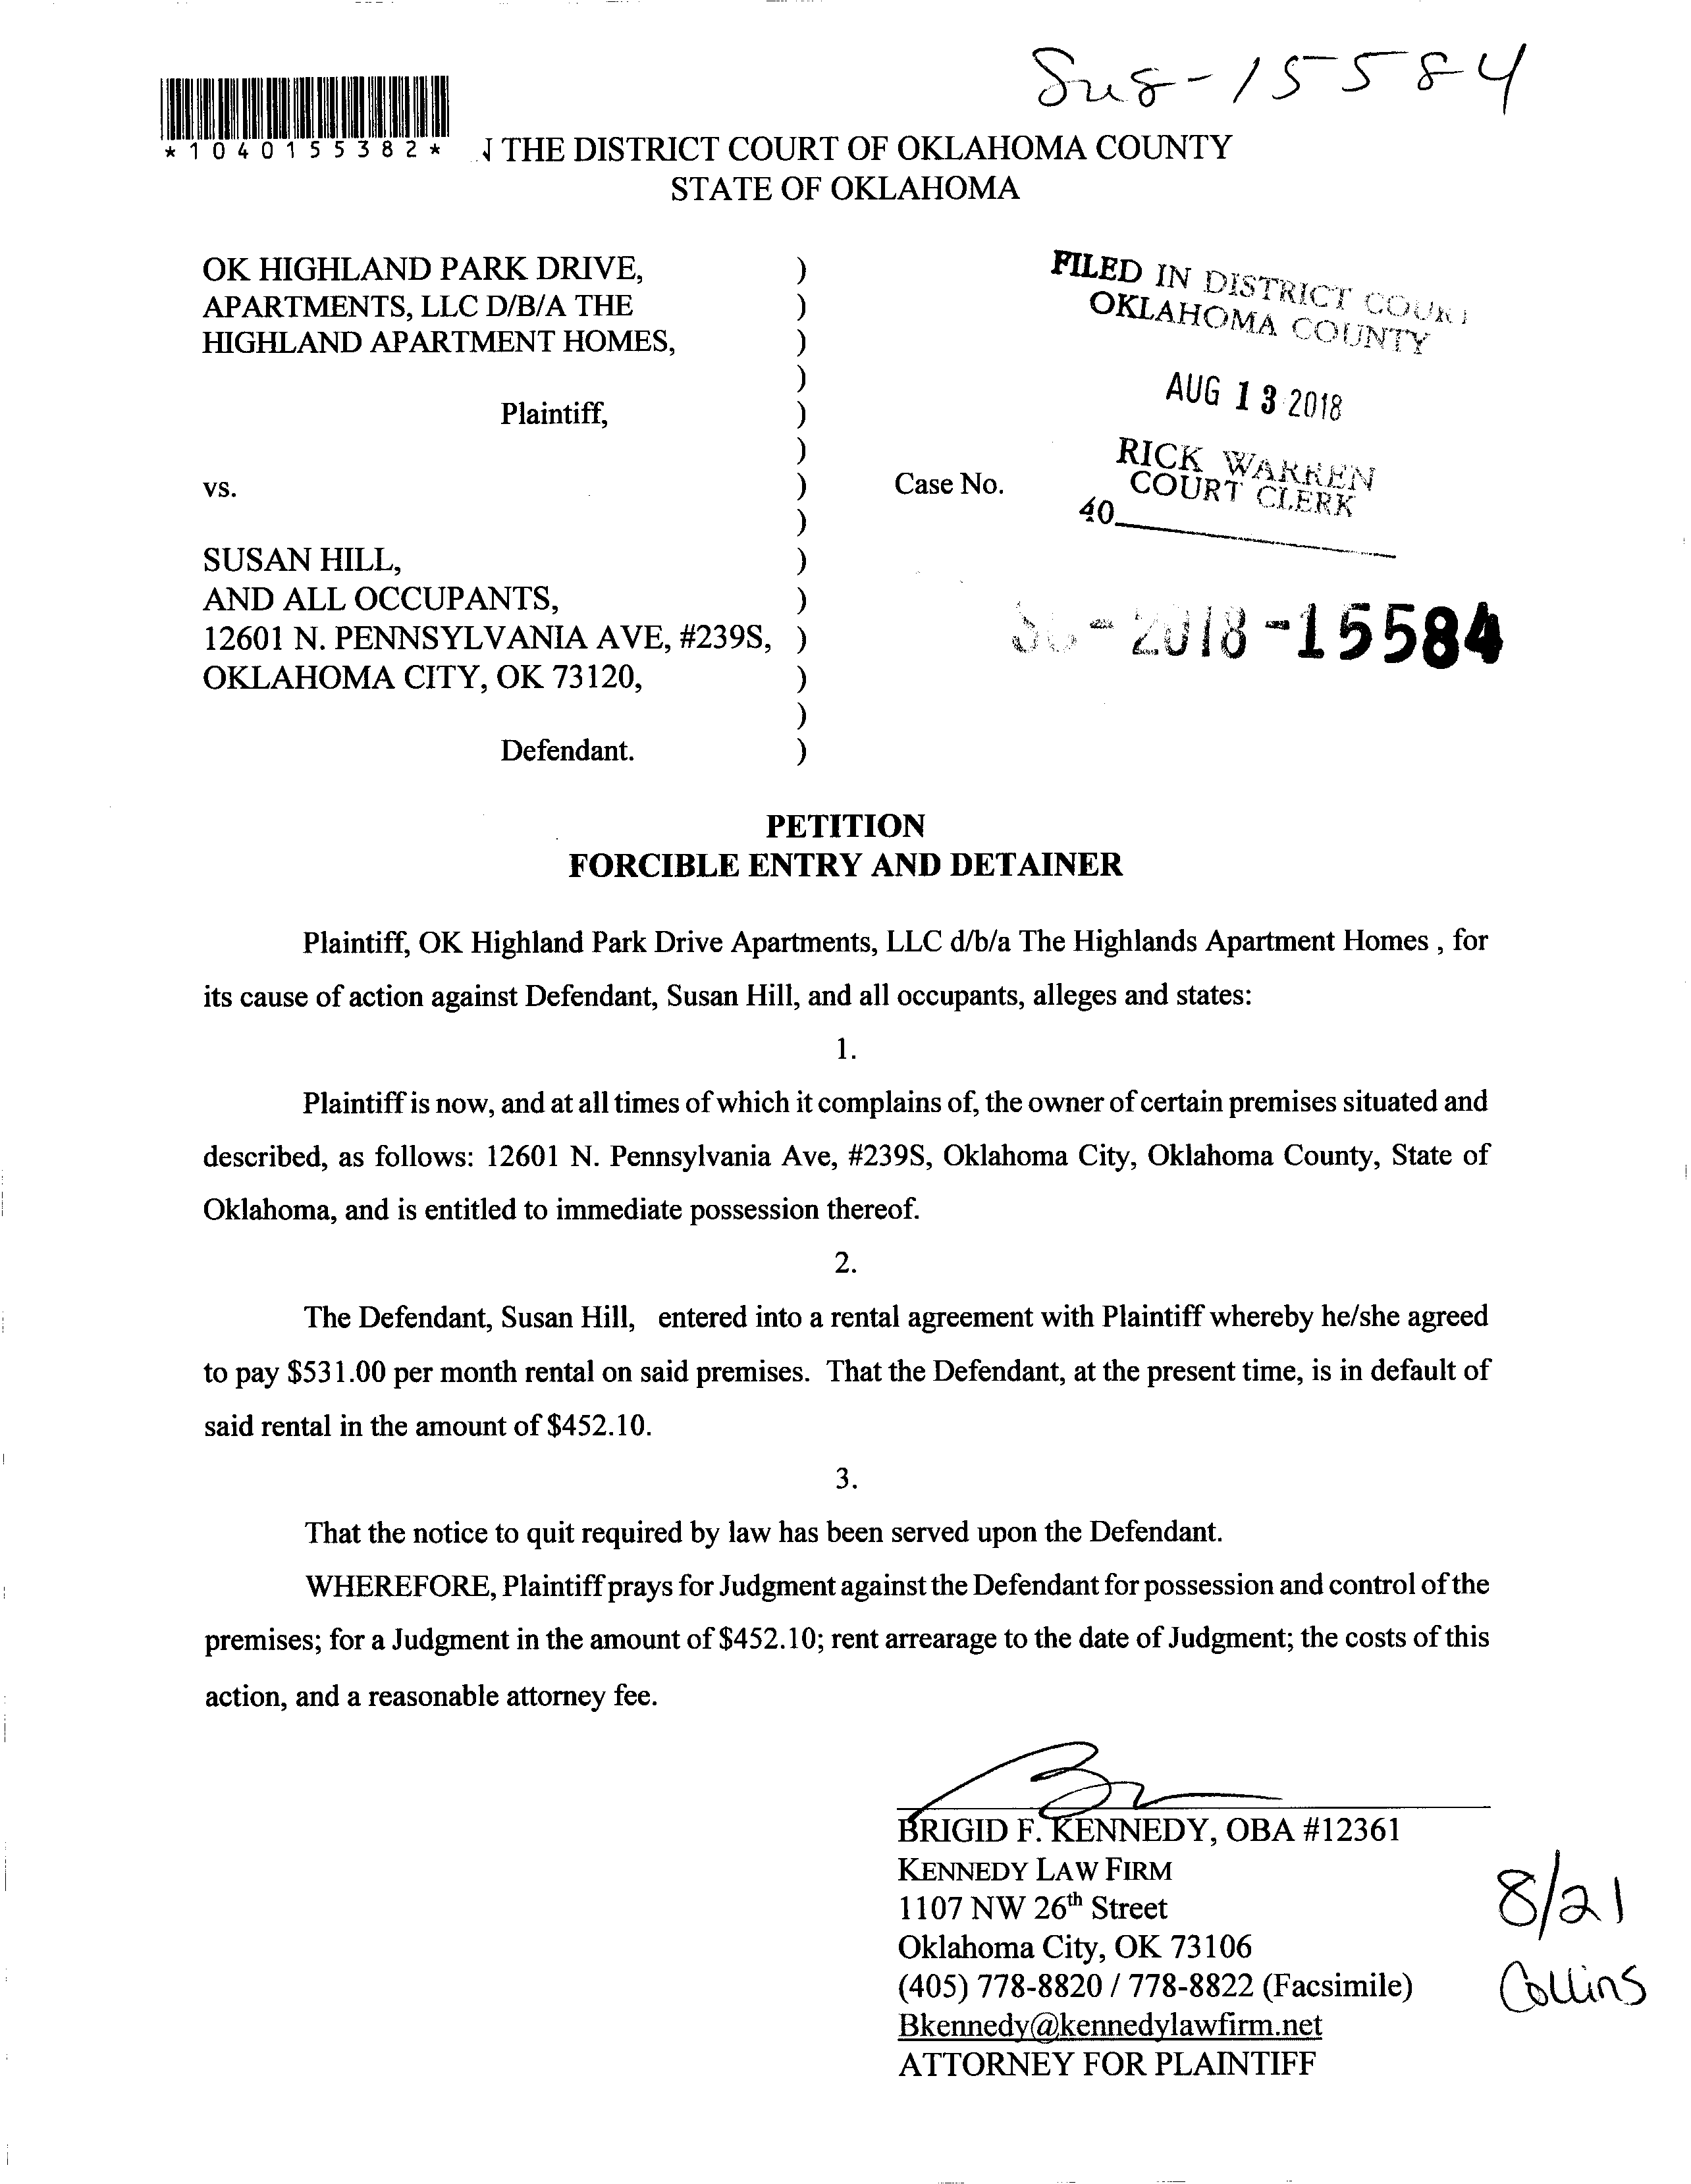 15584
*1040155382*
THE DISTRICT COURT OF OKLAHOMA COUNTY
STATE OF OKLAHOMA
OK HIGHLAND PARK DRIVE, )
APARTMENTS, LLC D/B/A THE )
HIGHLAND APARTMENT HOMES, )
)
Plaintiff, )
)
vs. )
)
SUSAN HILL, )
AND ALL OCCUPANTS, )
12601 N. PENNSYLVANIA AVE, #239S, )
OKLAHOMA CITY, OK 73120, )
)
Defendant. )
FILED IN DISTRICT COURT
OKLAHOMA COUNTY
AUG 13 2018
RICK WARREN
COURT CLERK
40
Case No.
-2018-15584
PETITION
FORCIBLE ENTRY AND DETAINER
Plaintiff, OK Highland Park Drive Apartments, LLC d/b/a The Highlands Apartment Homes , for
its cause of action against Defendant, Susan Hill, and all occupants, alleges and states:
1.
Plaintiff is now, and at all times of which it complains of, the owner of certain premises situated and
described, as follows: 12601 N. Pennsylvania Ave, #239S, Oklahoma City, Oklahoma County, State of
Oklahoma, and is entitled to immediate possession thereof.
2.
The Defendant, Susan Hill, entered into a rental agreement with Plaintiff whereby he/she agreed
to pay $531.00 per month rental on said premises. That the Defendant, at the present time, is in default of
said rental in the amount of $452.10.
3.
That the notice to quit required by law has been served upon the Defendant.
WHEREFORE, Plaintiff prays for Judgment against the Defendant for possession and control of the
premises; for a Judgment in the amount of $452.10; rent arrearage to the date of Judgment; the costs of this
action, and a reasonable attorney fee.
BRIGID F. KENNEDY, OBA #12361
KENNEDY LAW FIRM
1107 NW 26th Street
Oklahoma City, OK 73106
(405) 778-8820 / 778-8822 (Facsimile)
Bkennedy@kennedylawfirm.net
ATTORNEY FOR PLAINTIFF
8/21
Collins